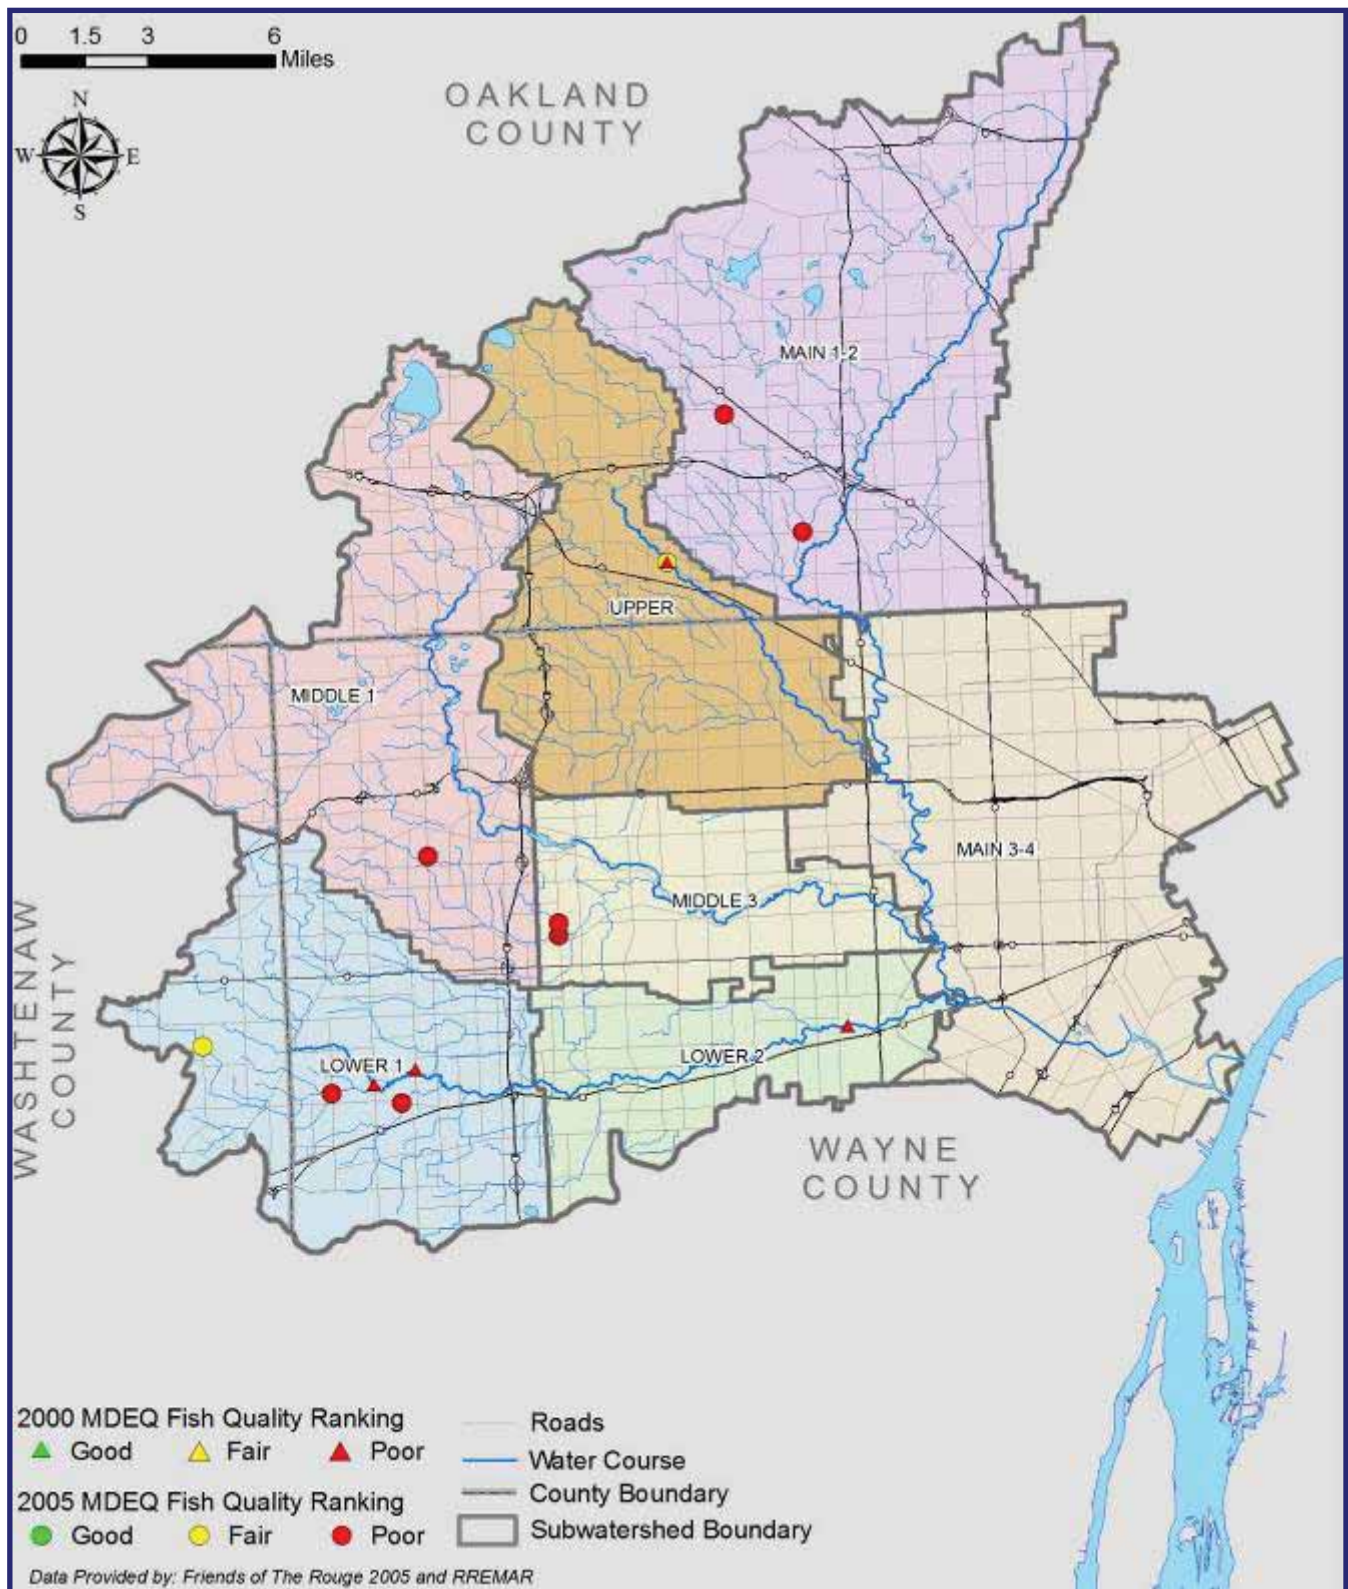 0 1.5 3 6
Miles
N
W E
S
OAKLAND
COUNTY
MAIN 1-2
UPPER
MIDDLE 1
MAIN 3-4
MIDDLE 3
WASHTENAW
COUNTY
LOWER 1
LOWER 2
WAYNE
COUNTY
2000 MDEQ Fish Quality Ranking
Good Fair Poor
2005 MDEQ Fish Quality Ranking
Good Fair Poor
Roads
Water Course
County Boundary
Subwatershed Boundary
Data Provided by: Friends of The Rouge 2005 and RREMAR